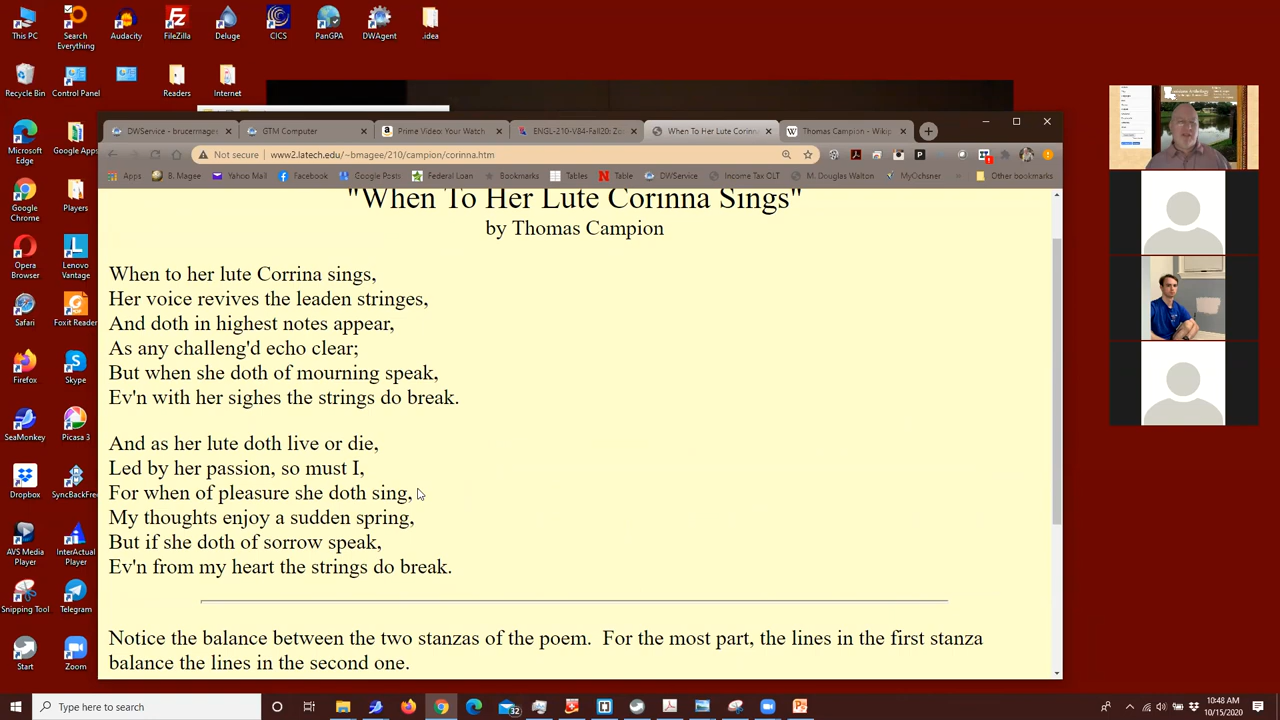 This PC
Search Everything
Audacity
FileZilla
Deluge
CICS
PanGPA
DWAgent
.idea
Recycle Bin
Control Panel
Readers
Internet
Microsoft Edge
Google Apps
Google Chrome
Players
Opera Browser
Lenovo Vantage
Safari
Foxit Reader
Firefox
Skype
SeaMonkey
Picasa 3
Dropbox
SyncBackFree
AVS Media Player
InterActual Player
Snipping Tool
Telegram
Start
Zoom
DWService - brucermagee
GTM Computer
Prime Video: Your Watch
ENGL-210-V84-Fall20: Zo
When To Her Lute Corinna
Thomas Campion - Wikip
Not secure | www2.latech.edu/~bmagee/210/campion/corinna.htm
Apps
B. Magee
Yahoo Mail
Facebook
Google Posts
Federal Loan
Bookmarks
Tables
Table
DWService
Income Tax OLT
M. Douglas Walton
MyOchsner
Other bookmarks
"When To Her Lute Corinna Sings"
by Thomas Campion
When to her lute Corrina sings,
Her voice revives the leaden stringes,
And doth in highest notes appear,
As any challeng'd echo clear;
But when she doth of mourning speak,
Ev'n with her sighes the strings do break.
And as her lute doth live or die,
Led by her passion, so must I,
For when of pleasure she doth sing,
My thoughts enjoy a sudden spring,
But if she doth of sorrow speak,
Ev'n from my heart the strings do break.
Notice the balance between the two stanzas of the poem. For the most part, the lines in the first stanza
balance the lines in the second one.
Type here to search
32
10:48 AM
10/15/2020